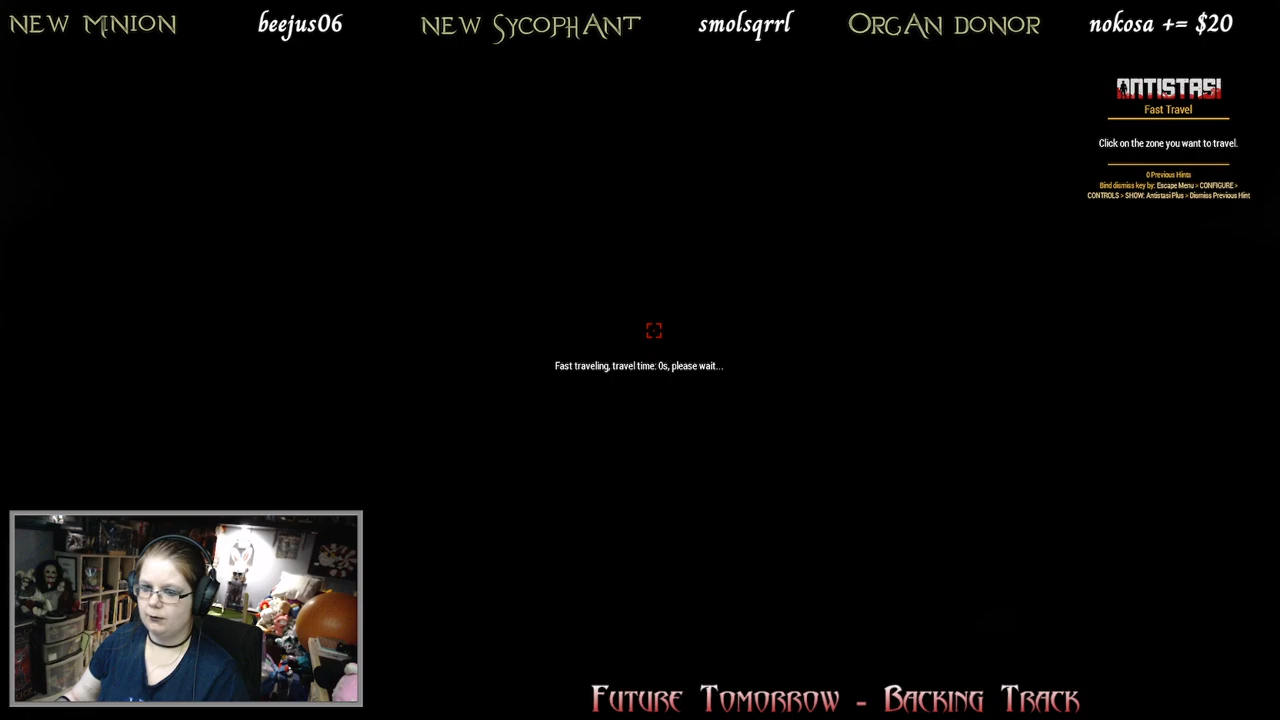 NEW MINION
beejus06
NEW SYCOPHANT
smolsqrrl
ORGAN DONOR
nokosa += $20
ANTISTASI
Fast Travel
Click on the zone you want to travel.
0 Previous Hints
Bind dismiss key by: Escape Menu > CONFIGURE >
CONTROLS > SHOW: Antistasi Plus > Dismiss Previous Hint
Fast traveling, travel time: 0s, please wait...
FUTURE TOMORROW - BACKING TRACK